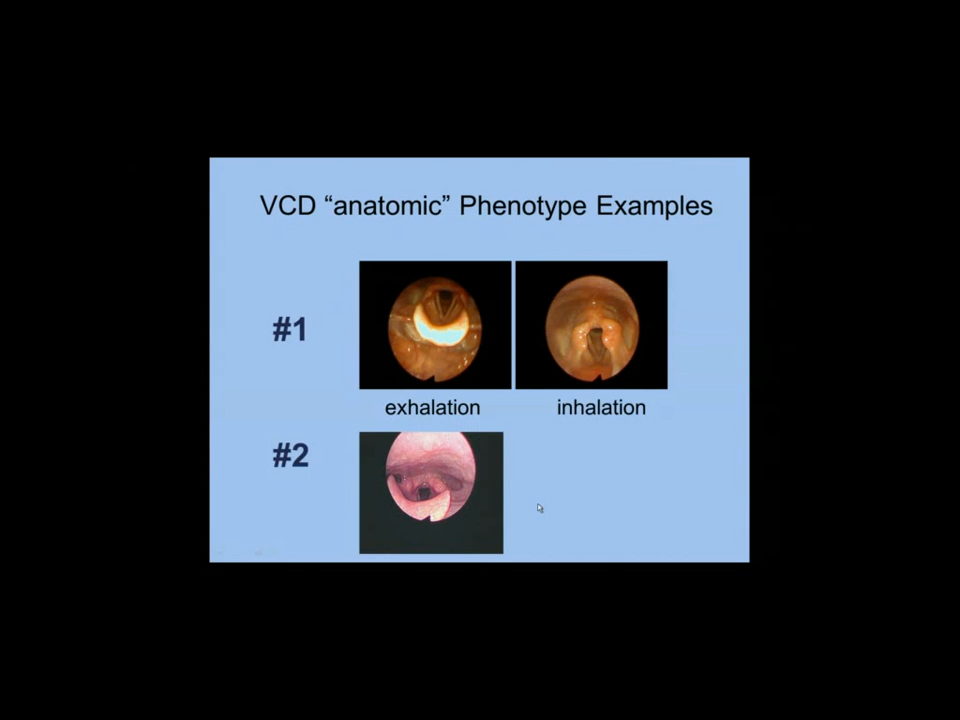 VCD “anatomic” Phenotype Examples
#1
exhalation
inhalation
#2